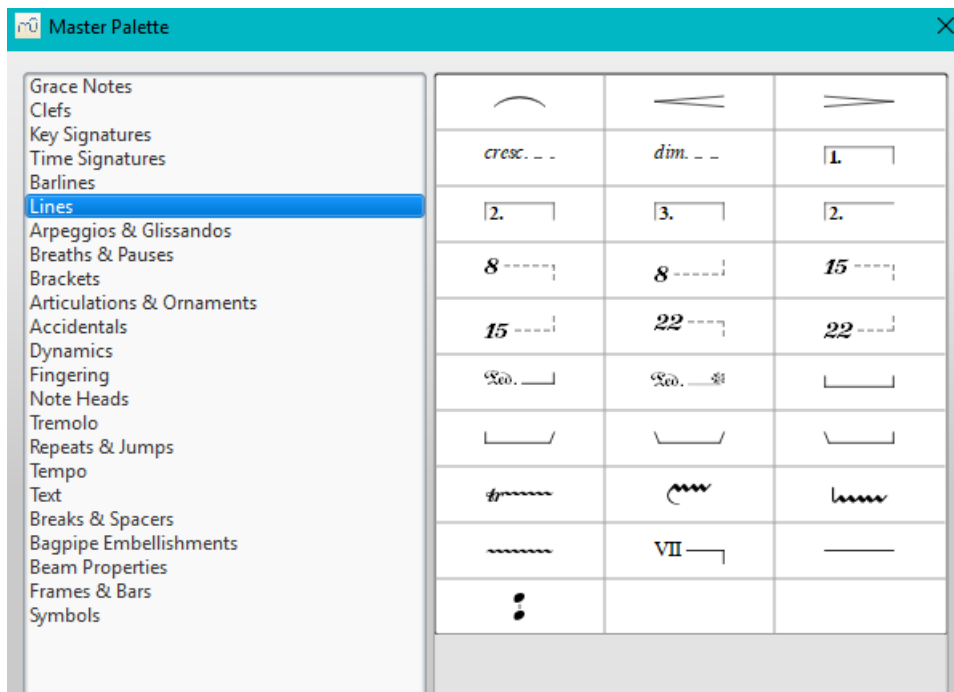 Master Palette
Grace Notes
Clefs
Key Signatures
Time Signatures
Barlines
Lines
Arpeggios & Glissandos
Breaths & Pauses
Brackets
Articulations & Ornaments
Accidentals
Dynamics
Fingering
Note Heads
Tremolo
Repeats & Jumps
Tempo
Text
Breaks & Spacers
Bagpipe Embellishments
Beam Properties
Frames & Bars
Symbols
cresc. _ _ dim. _ _ 1.
2. 3. 2.
8 8 15
15 22 22
Ped. Ped.
tr
VII